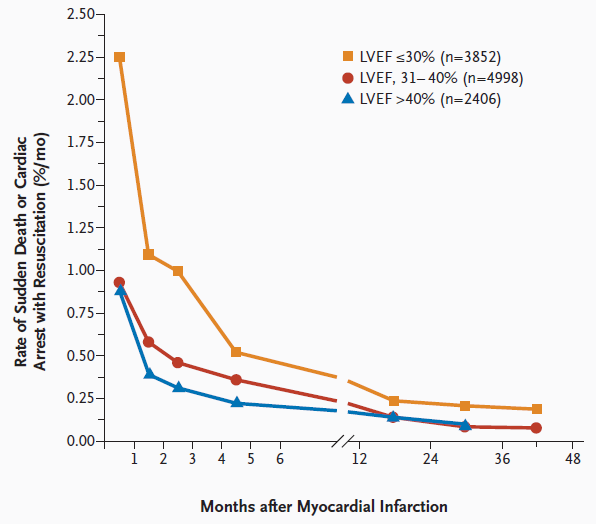 2.50
2.25
2.00
1.75
1.50
1.25
1.00
0.75
0.50
0.25
0.00
Rate of Sudden Death or Cardiac
Arrest with Resuscitation (%/mo)
LVEF ≤30% (n=3852)
LVEF, 31–40% (n=4998)
LVEF >40% (n=2406)
1 2 3 4 5 6 12 24 36 48
Months after Myocardial Infarction